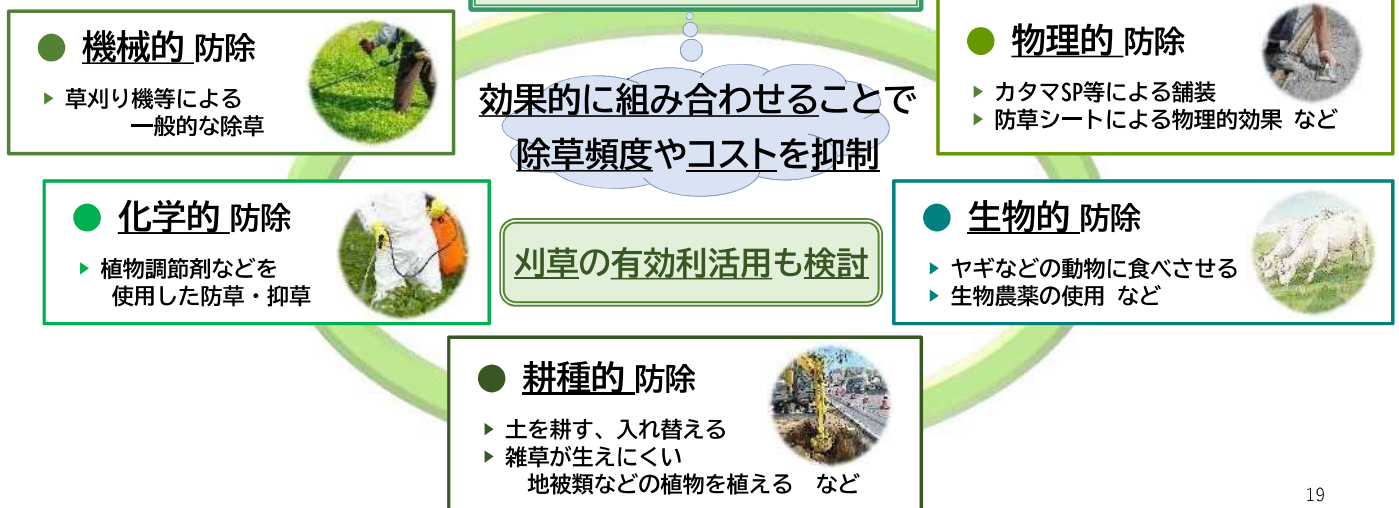 ● 機械的 防除
▶ 草刈り機等による
一般的な除草
効果的に組み合わせることで
除草頻度やコストを抑制
● 物理的 防除
▶ カタマSP等による舗装
▶ 防草シートによる物理的効果 など
● 化学的 防除
▶ 植物調節剤などを
使用した防草・抑草
刈草の有効利活用も検討
● 生物的 防除
▶ ヤギなどの動物に食べさせる
▶ 生物農薬の使用 など
● 耕種的 防除
▶ 土を耕す、入れ替える
▶ 雑草が生えにくい
地被類などの植物を植える など
19